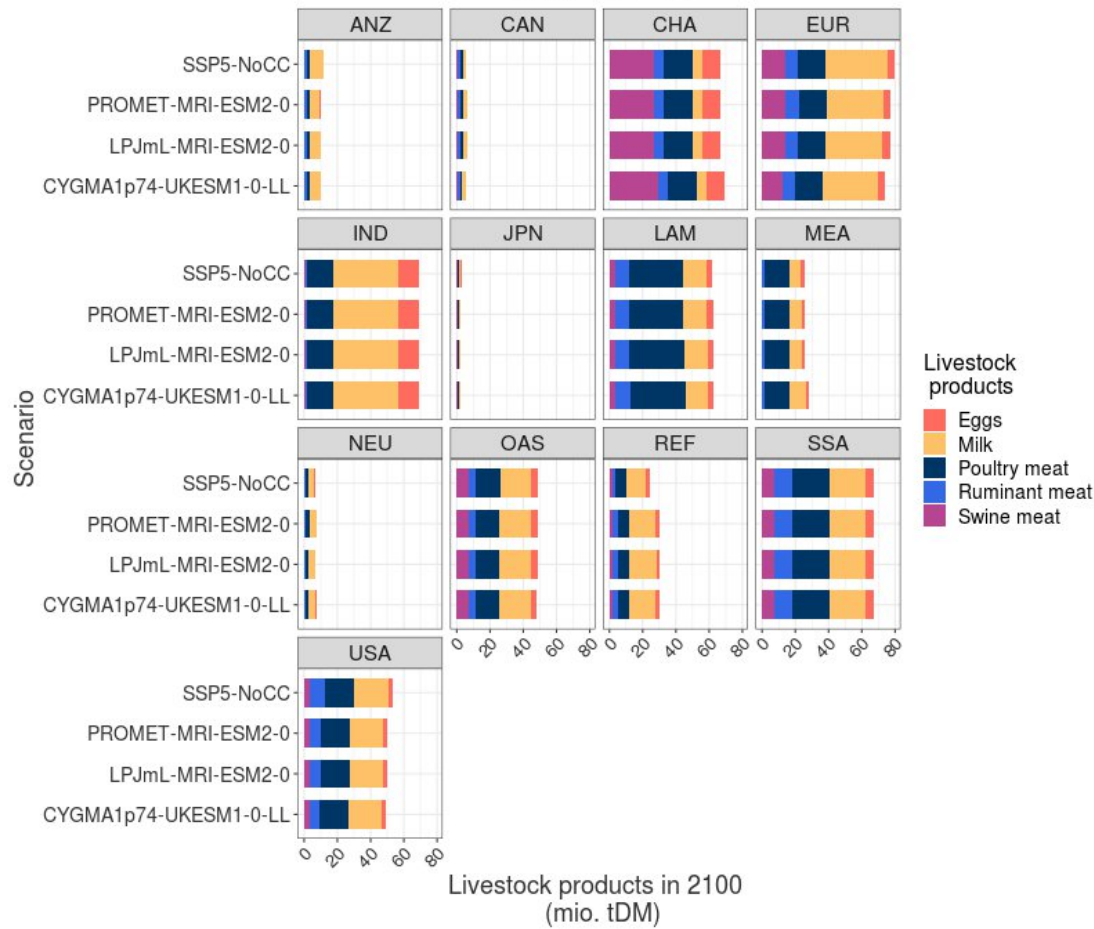 ANZ CAN CHA EUR
SSP5-NoCC
PROMET-MRI-ESM2-0
LPJmL-MRI-ESM2-0
CYGMA1p74-UKESM1-0-LL
IND JPN LAM MEA
SSP5-NoCC
PROMET-MRI-ESM2-0
LPJmL-MRI-ESM2-0
CYGMA1p74-UKESM1-0-LL
NEU OAS REF SSA
SSP5-NoCC
PROMET-MRI-ESM2-0
LPJmL-MRI-ESM2-0
CYGMA1p74-UKESM1-0-LL
0 20 40 60 80 0 20 40 60 80 0 20 40 60 80
USA
SSP5-NoCC
PROMET-MRI-ESM2-0
LPJmL-MRI-ESM2-0
CYGMA1p74-UKESM1-0-LL
0 20 40 60 80
Scenario
Livestock products in 2100
(mio. tDM)
Livestock
products
Eggs
Milk
Poultry meat
Ruminant meat
Swine meat